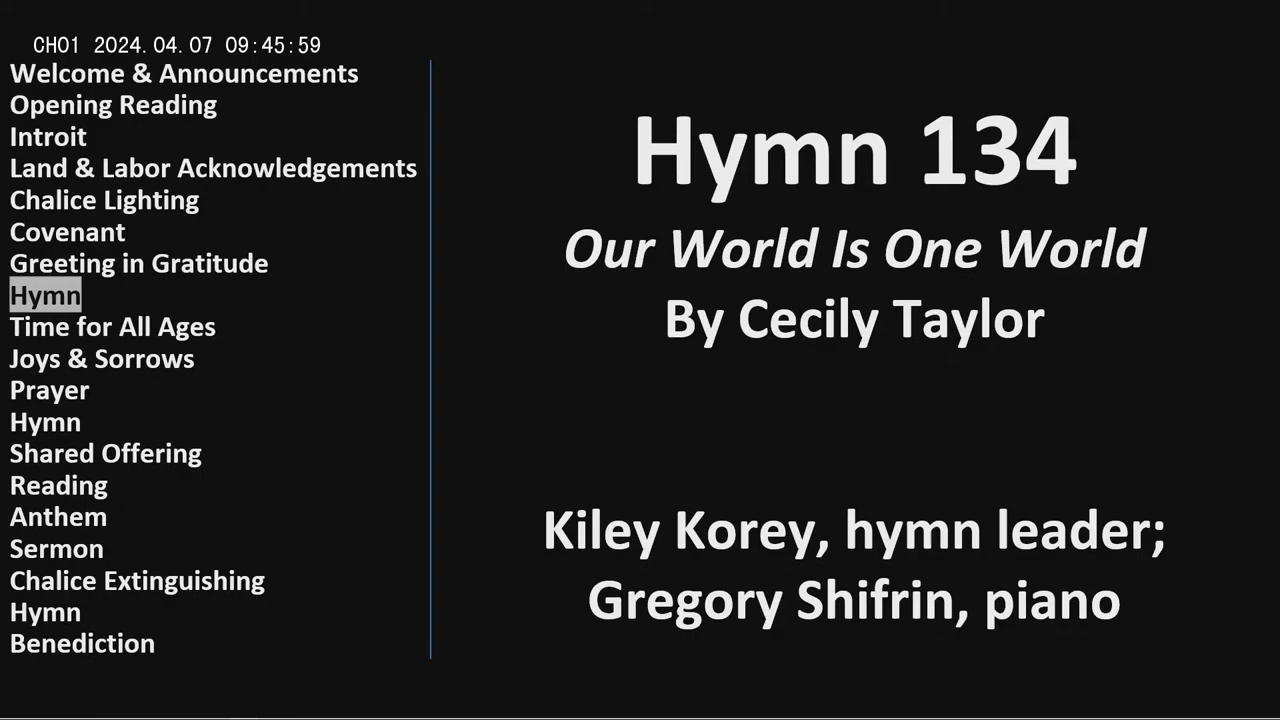 CH01 2024.04.07 09:45:59
Welcome & Announcements
Opening Reading
Introit
Land & Labor Acknowledgements
Chalice Lighting
Covenant
Greeting in Gratitude
Hymn
Time for All Ages
Joys & Sorrows
Prayer
Hymn
Shared Offering
Reading
Anthem
Sermon
Chalice Extinguishing
Hymn
Benediction
Hymn 134
Our World Is One World
By Cecily Taylor
Kiley Korey, hymn leader;
Gregory Shifrin, piano